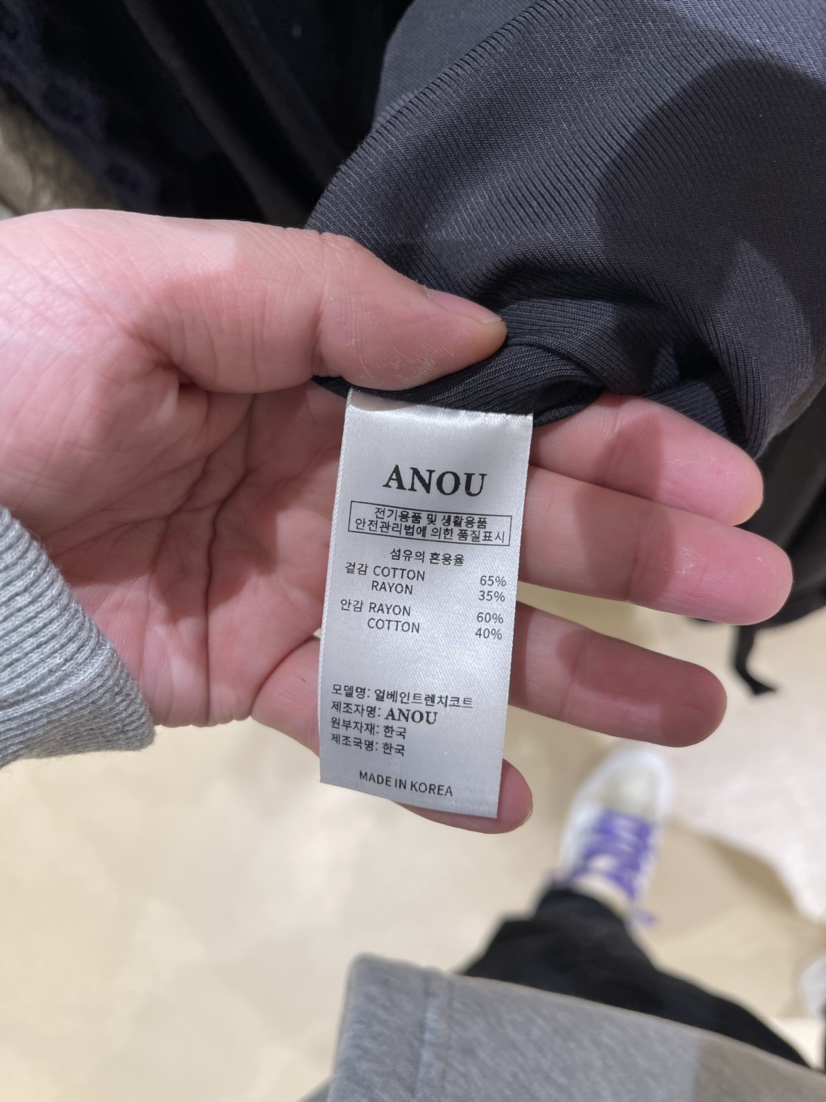 ANOU
전기용품 및 생활용품
안전관리법에 의한 품질표시
섬유의 혼용율
겉감 COTTON 65%
RAYON 35%
안감 RAYON 60%
COTTON 40%
모델명: 얼베인트렌치코트
제조자명: ANOU
원부자재: 한국
제조국명: 한국
MADE IN KOREA